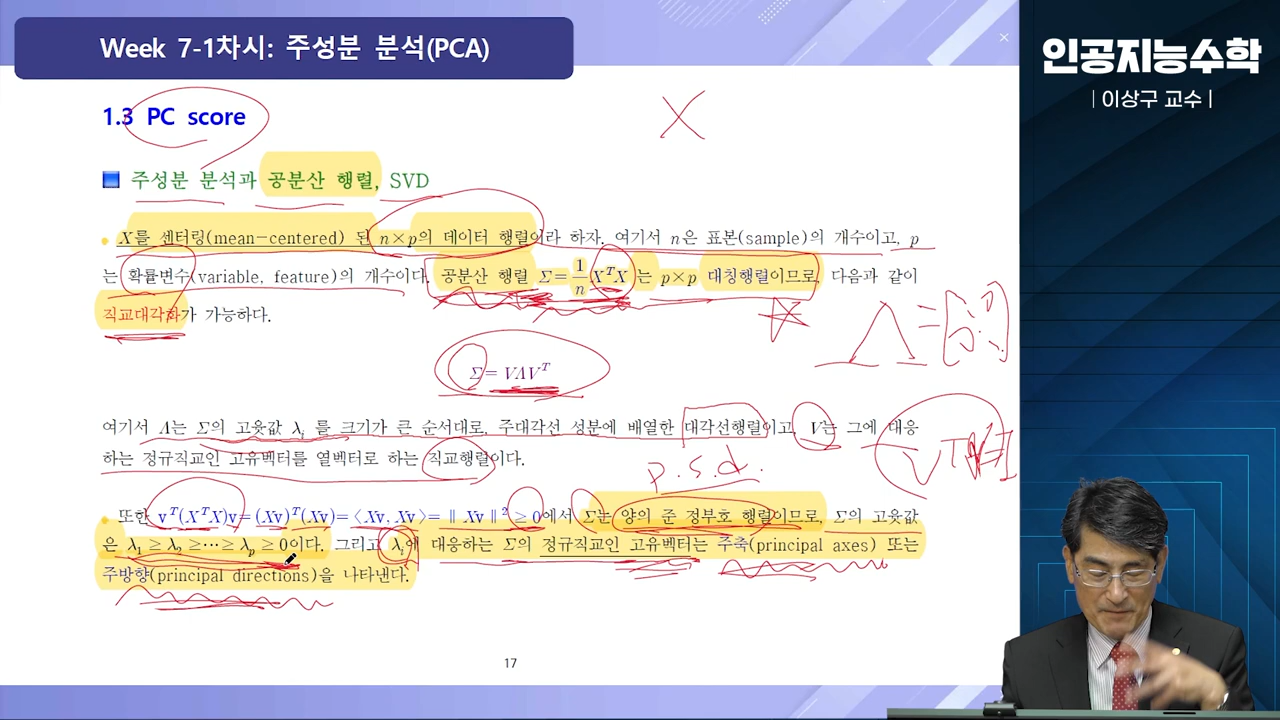 Week 7-1차시: 주성분 분석(PCA)
인공지능수학
| 이상구 교수 |
1.3 PC score
X
주성분 분석과 공분산 행렬, SVD
X를 센터링(mean-centered) 된 n×p의 데이터 행렬이라 하자. 여기서 n은 표본(sample)의 개수이고, p
는 확률변수(variable, feature)의 개수이다. 공분산 행렬 Σ = 1/n XᵀX 는 p×p 대칭행렬이므로, 다음과 같이
직교대각화가 가능하다.
Λ =
Σ = VΛVᵀ
여기서 Λ는 Σ의 고윳값 λᵢ 를 크기가 큰 순서대로, 주대각선 성분에 배열한 대각선행렬이고, V는 그에 대응
하는 정규직교인 고유벡터를 열벡터로 하는 직교행렬이다.
p.s.d.
또한 vᵀ(XᵀX)v=(Xv)ᵀ(Xv)=⟨Xv, Xv⟩=‖Xv‖² ≥0에서 Σ는 양의 준 정부호 행렬이므로, Σ의 고윳값
은 λ₁ ≥ λ₂ ≥ ⋯ ≥ λₚ ≥ 0이다. 그리고 λᵢ에 대응하는 Σ의 정규직교인 고유벡터는 주축(principal axes) 또는
주방향(principal directions)을 나타낸다.
17